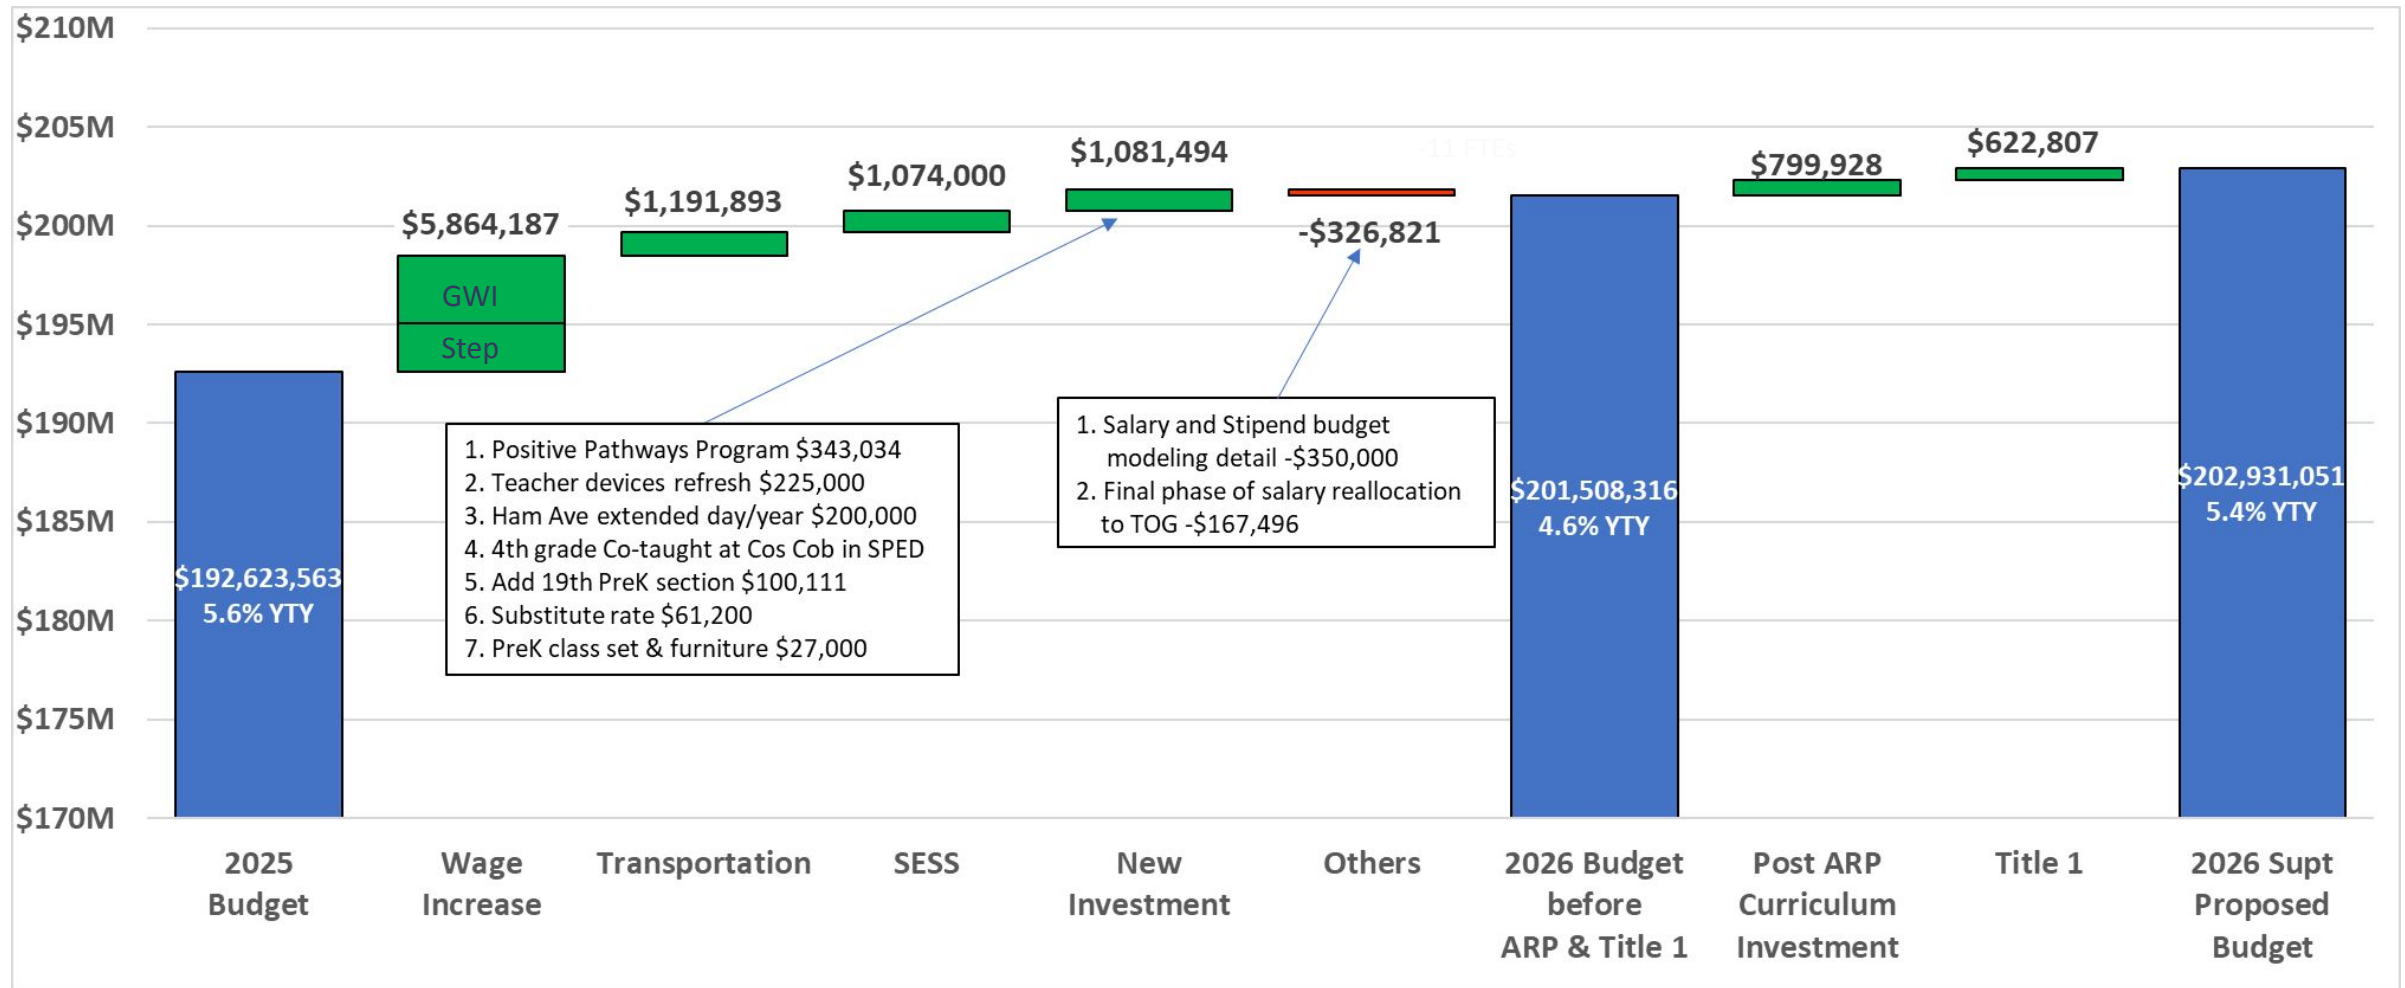 $210M
$205M
$200M
$195M
$190M
$185M
$180M
$175M
$170M
$192,623,563
5.6% YTY
$5,864,187
GWI
Step
$1,191,893
$1,074,000
$1,081,494
-$326,821
-11 FTEs
1. Positive Pathways Program $343,034
2. Teacher devices refresh $225,000
3. Ham Ave extended day/year $200,000
4. 4th grade Co-taught at Cos Cob in SPED
5. Add 19th PreK section $100,111
6. Substitute rate $61,200
7. PreK class set & furniture $27,000
1. Salary and Stipend budget
modeling detail -$350,000
2. Final phase of salary reallocation
to TOG -$167,496
$201,508,316
4.6% YTY
$799,928
$622,807
$202,931,051
5.4% YTY
2025
Budget
Wage
Increase
Transportation
SESS
New
Investment
Others
2026 Budget
before
ARP & Title 1
Post ARP
Curriculum
Investment
Title 1
2026 Supt
Proposed
Budget